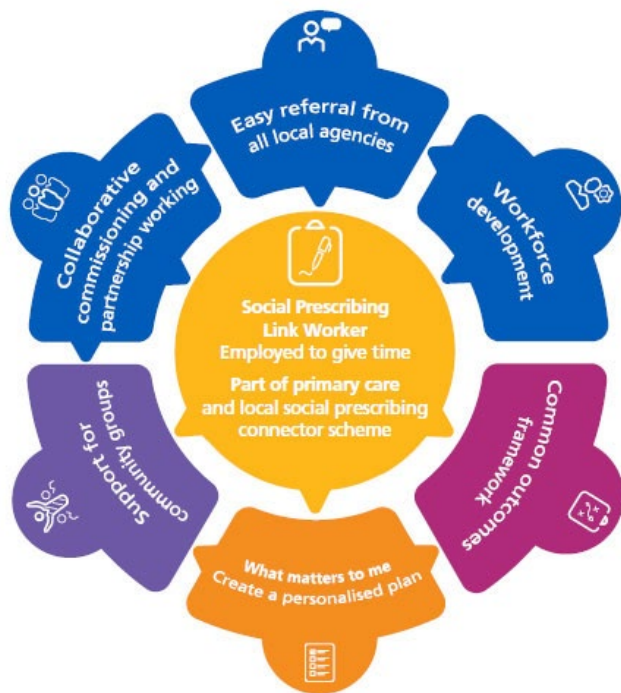 Easy referral from
all local agencies
Workforce
development
Common outcomes
framework
What matters to me
Create a personalised plan
Support for
community groups
Collaborative
commissioning and
partnership working
Social Prescribing
Link Worker
Employed to give time
Part of primary care
and local social prescribing
connector scheme